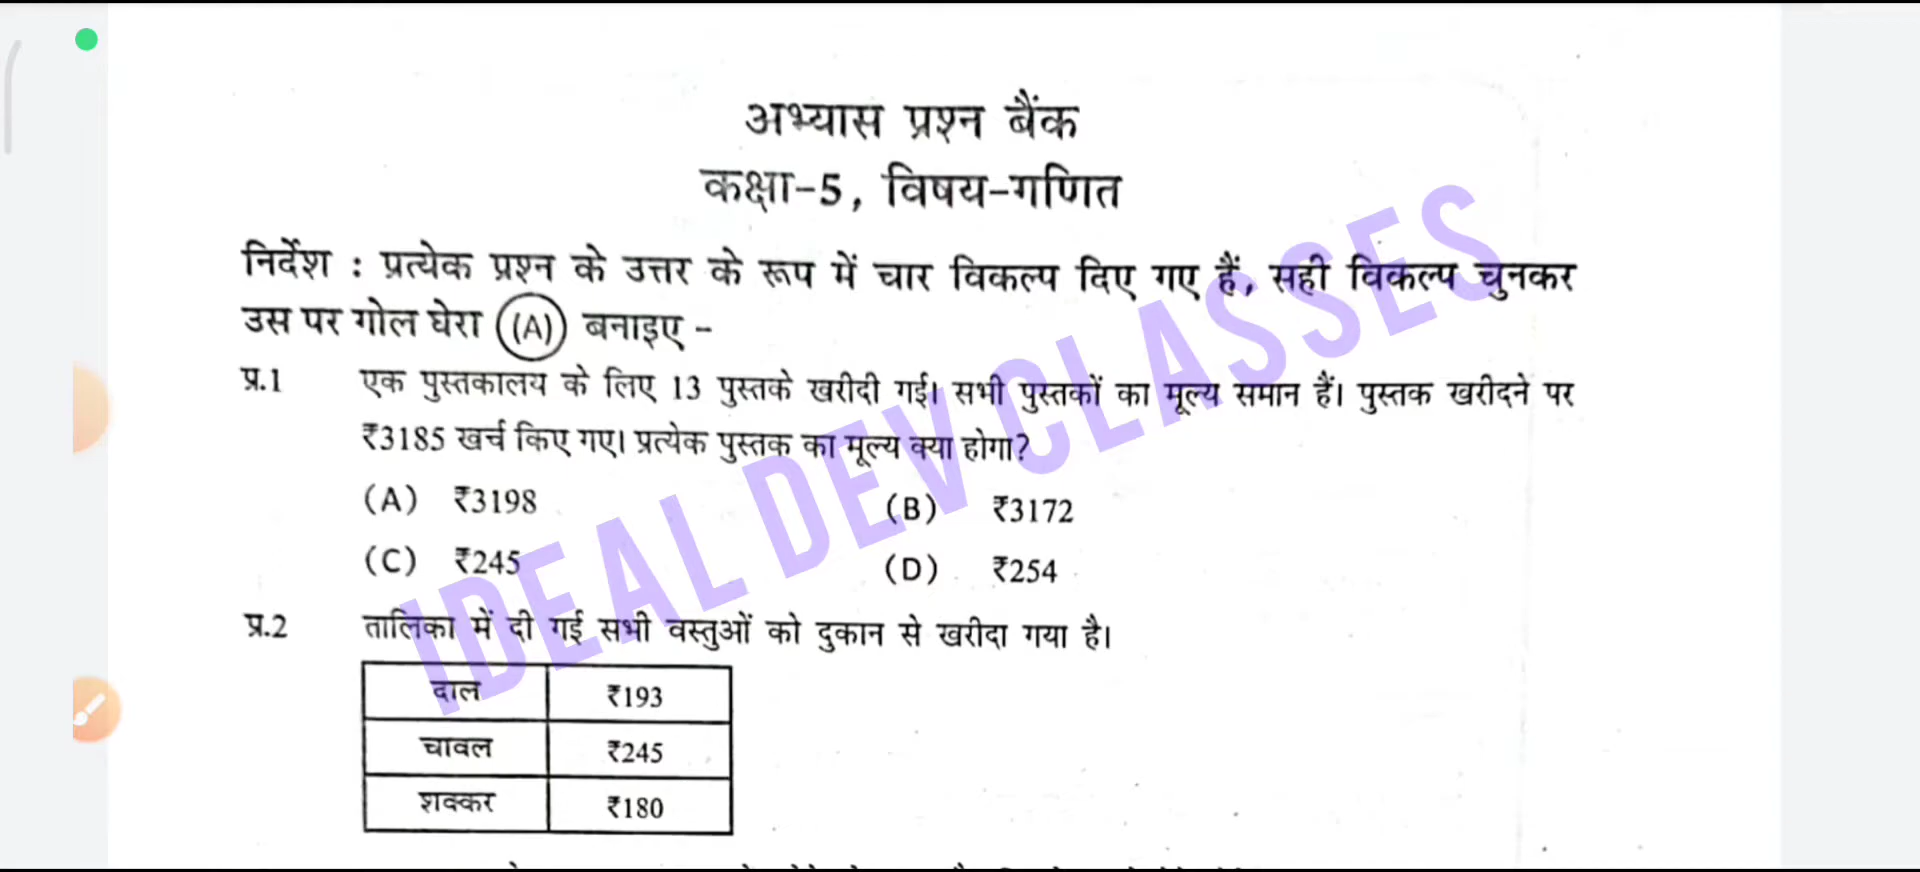 अभ्यास प्रश्न बैंक
कक्षा-5, विषय-गणित
निर्देश : प्रत्येक प्रश्न के उत्तर के रूप में चार विकल्प दिए गए हैं, सही विकल्प चुनकर
उस पर गोल घेरा (A) बनाइए -
प्र.1 एक पुस्तकालय के लिए 13 पुस्तके खरीदी गई। सभी पुस्तकों का मूल्य समान हैं। पुस्तक खरीदने पर
₹3185 खर्च किए गए। प्रत्येक पुस्तक का मूल्य क्या होगा?
(A) ₹3198 (B) ₹3172
(C) ₹245 (D) ₹254
प्र.2 तालिका में दी गई सभी वस्तुओं को दुकान से खरीदा गया है।
दाल ₹193
चावल ₹245
शक्कर ₹180
IDEAL DEV CLASSES